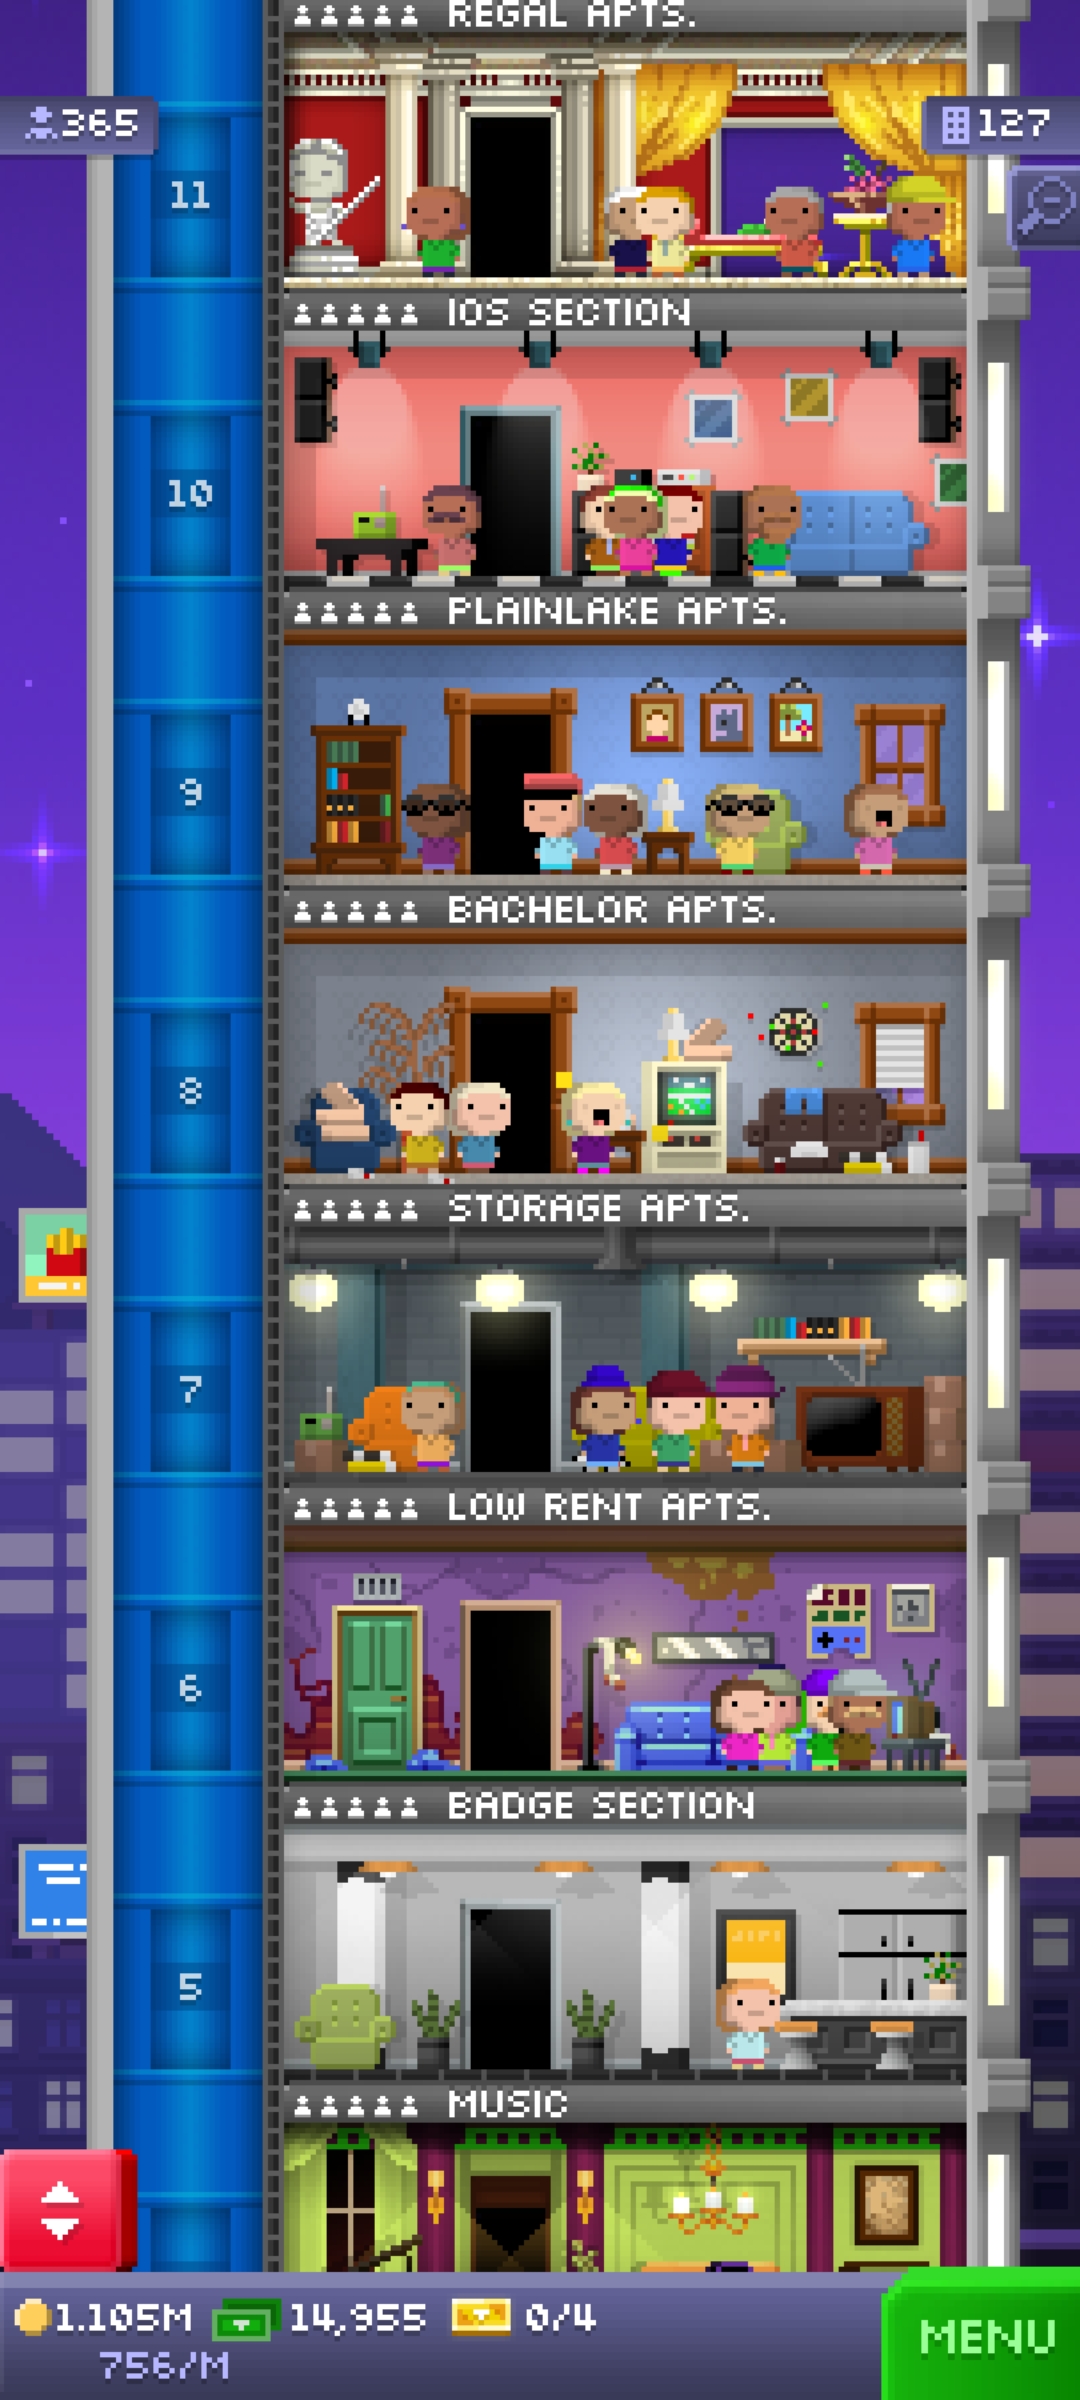 REGAL APTS.
365
127
11
IOS SECTION
10
PLAINLAKE APTS.
9
BACHELOR APTS.
8
STORAGE APTS.
7
LOW RENT APTS.
6
BADGE SECTION
5
MUSIC
1.105M 14,955 0/4
756/M
MENU